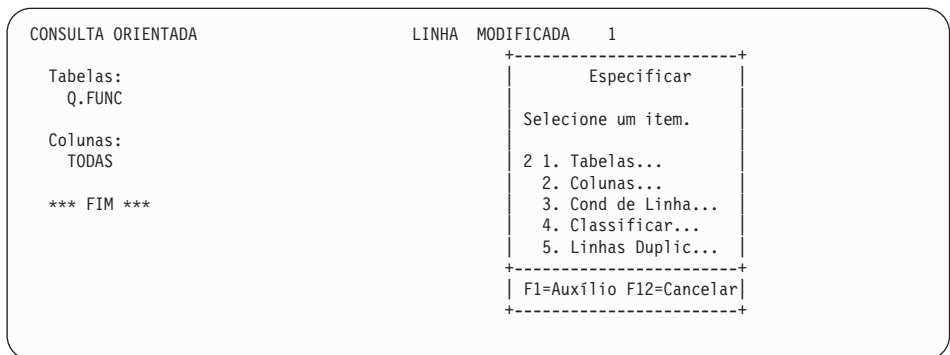 CONSULTA ORIENTADA LINHA MODIFICADA 1
+--------------------------+
Tabelas: | Especificar |
Q.FUNC | |
| Selecione um item. |
Colunas: | |
TODAS | 2 1. Tabelas... |
| 2. Colunas... |
*** FIM *** | 3. Cond de Linha... |
| 4. Classificar... |
| 5. Linhas Duplic... |
+--------------------------+
| F1=Auxílio F12=Cancelar|
+--------------------------+